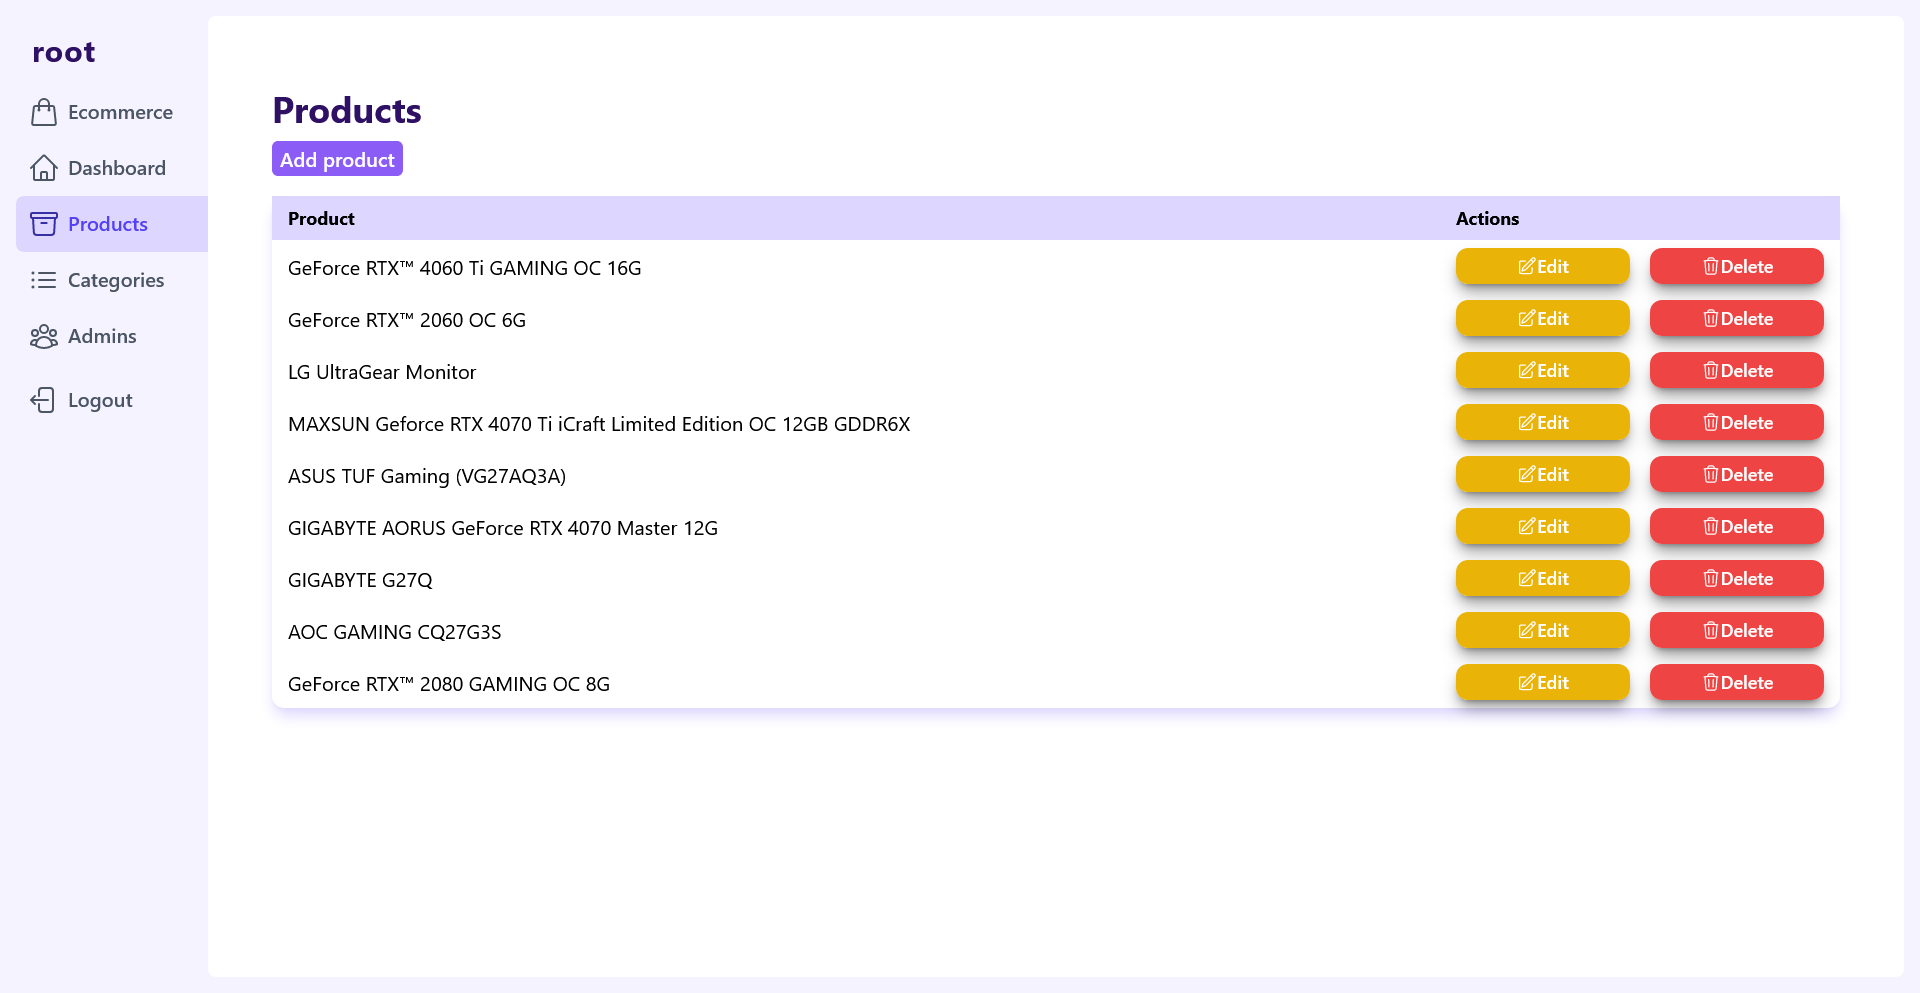 root
Ecommerce
Dashboard
Products
Categories
Admins
Logout
Products
Add product
Product Actions
GeForce RTX™ 4060 Ti GAMING OC 16G Edit Delete
GeForce RTX™ 2060 OC 6G Edit Delete
LG UltraGear Monitor Edit Delete
MAXSUN Geforce RTX 4070 Ti iCraft Limited Edition OC 12GB GDDR6X Edit Delete
ASUS TUF Gaming (VG27AQ3A) Edit Delete
GIGABYTE AORUS GeForce RTX 4070 Master 12G Edit Delete
GIGABYTE G27Q Edit Delete
AOC GAMING CQ27G3S Edit Delete
GeForce RTX™ 2080 GAMING OC 8G Edit Delete